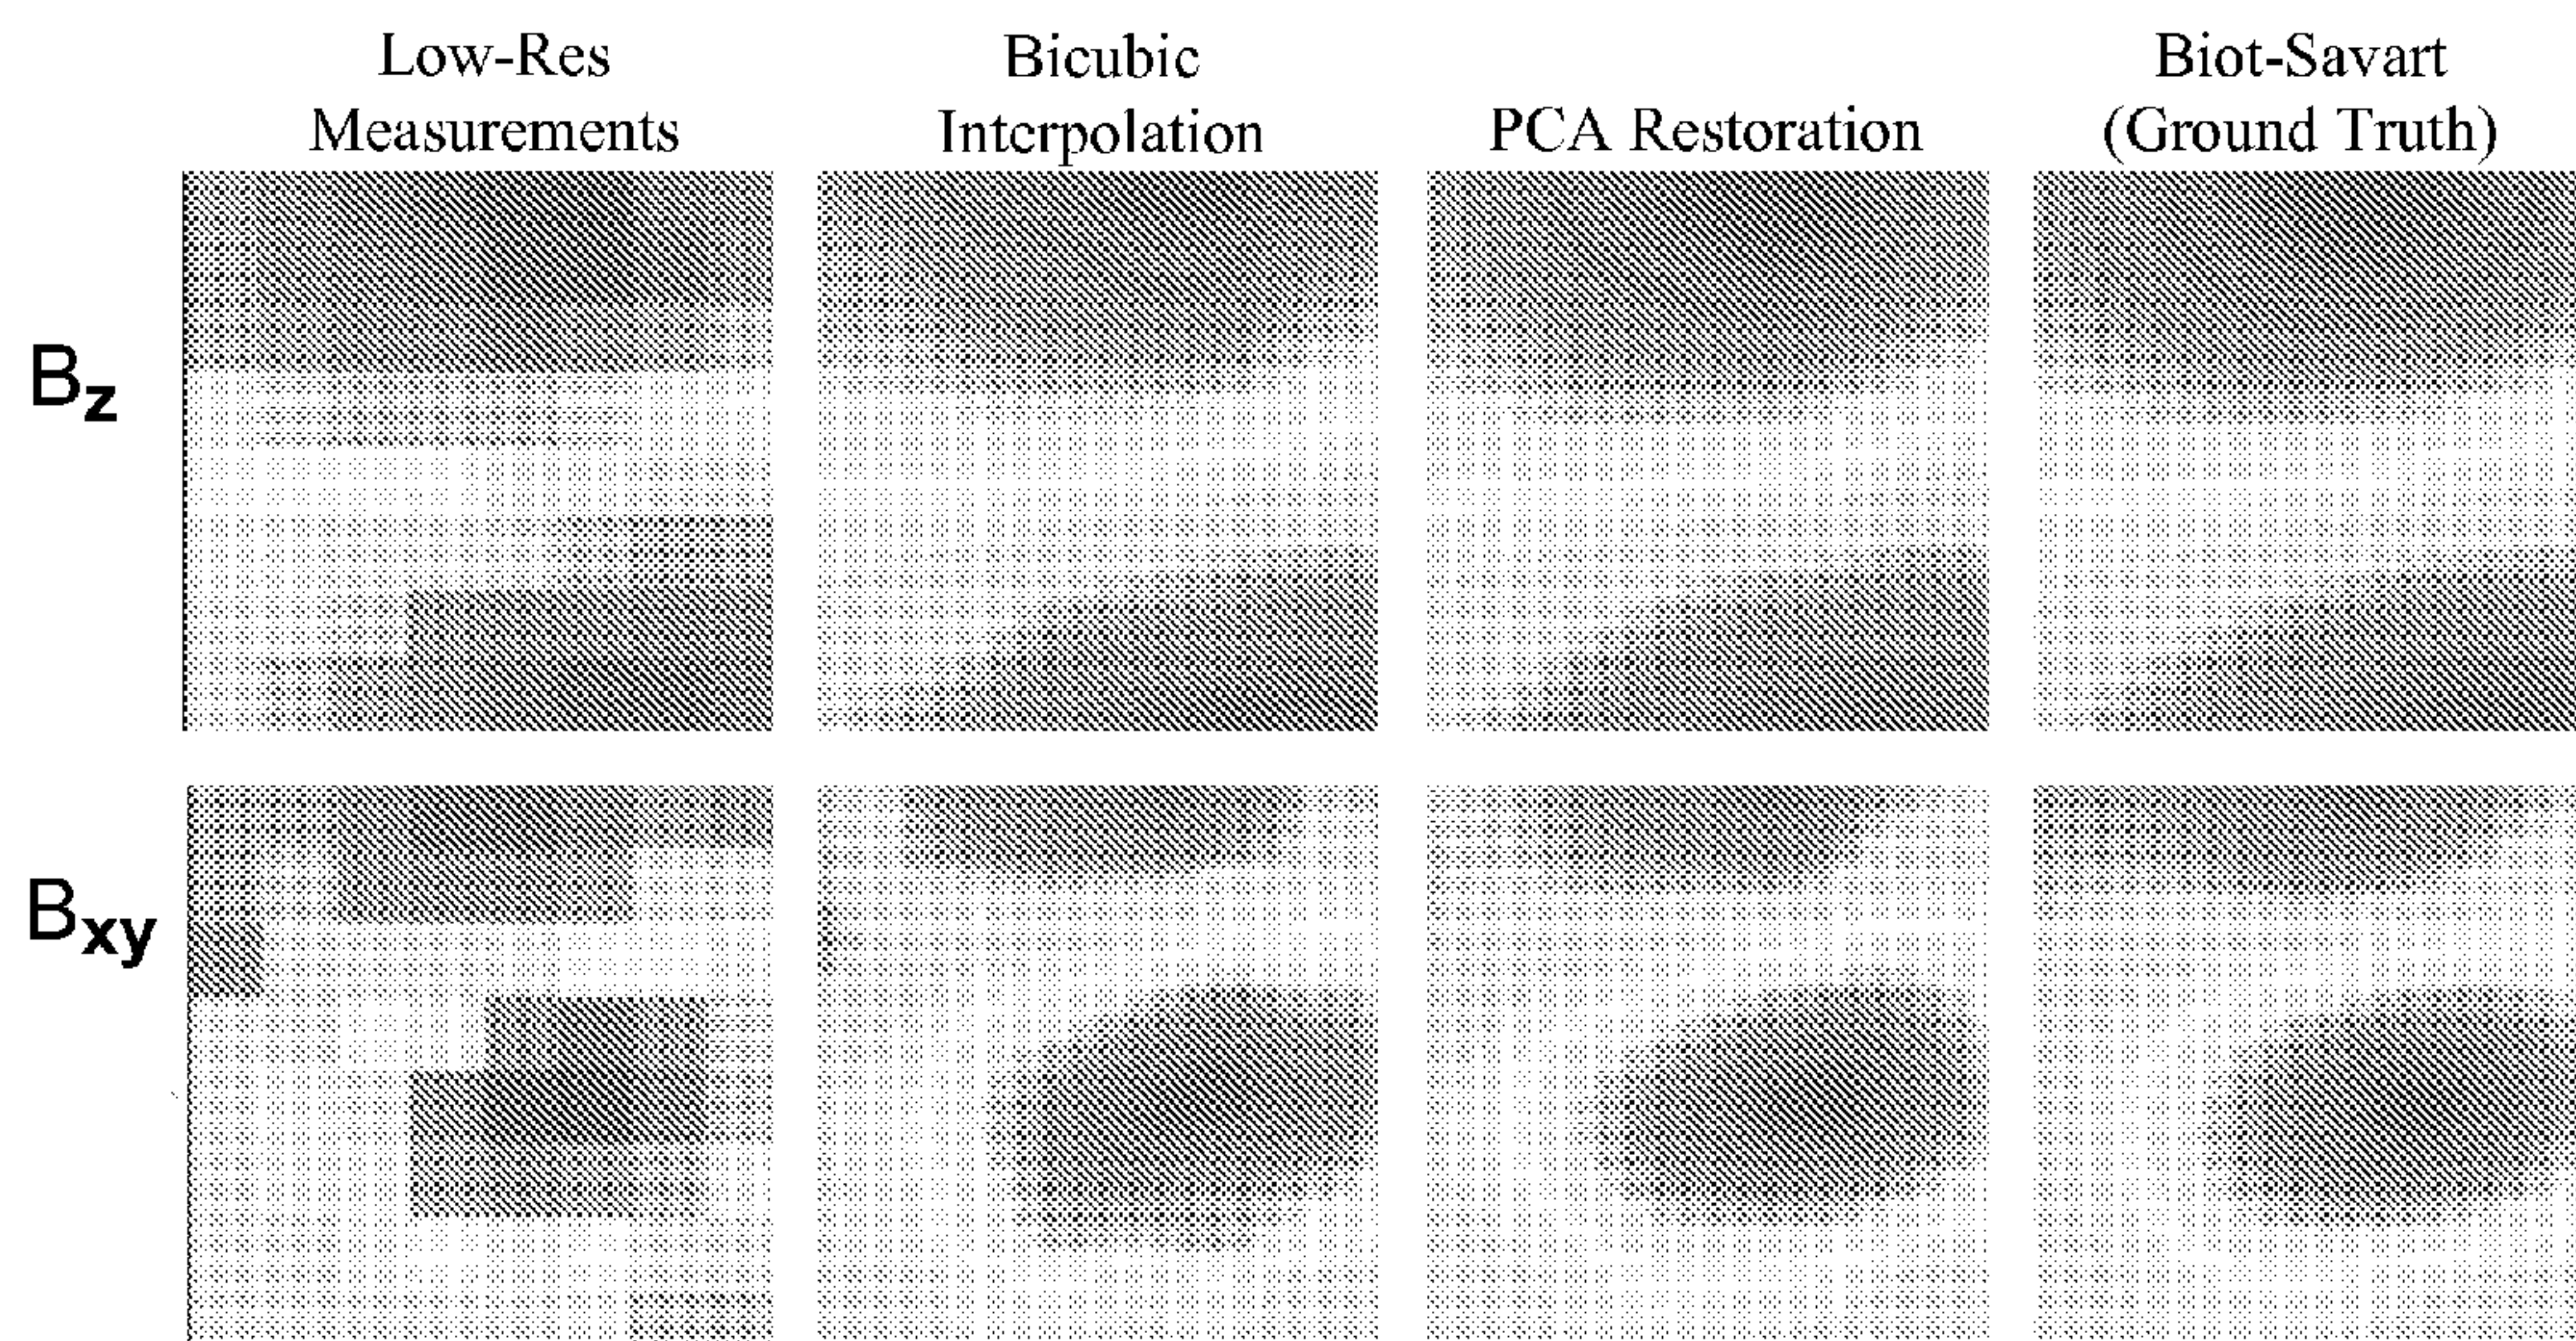 Low-Res
Measurements
Bicubic
Interpolation
PCA Restoration
Biot-Savart
(Ground Truth)
Bz
Bxy